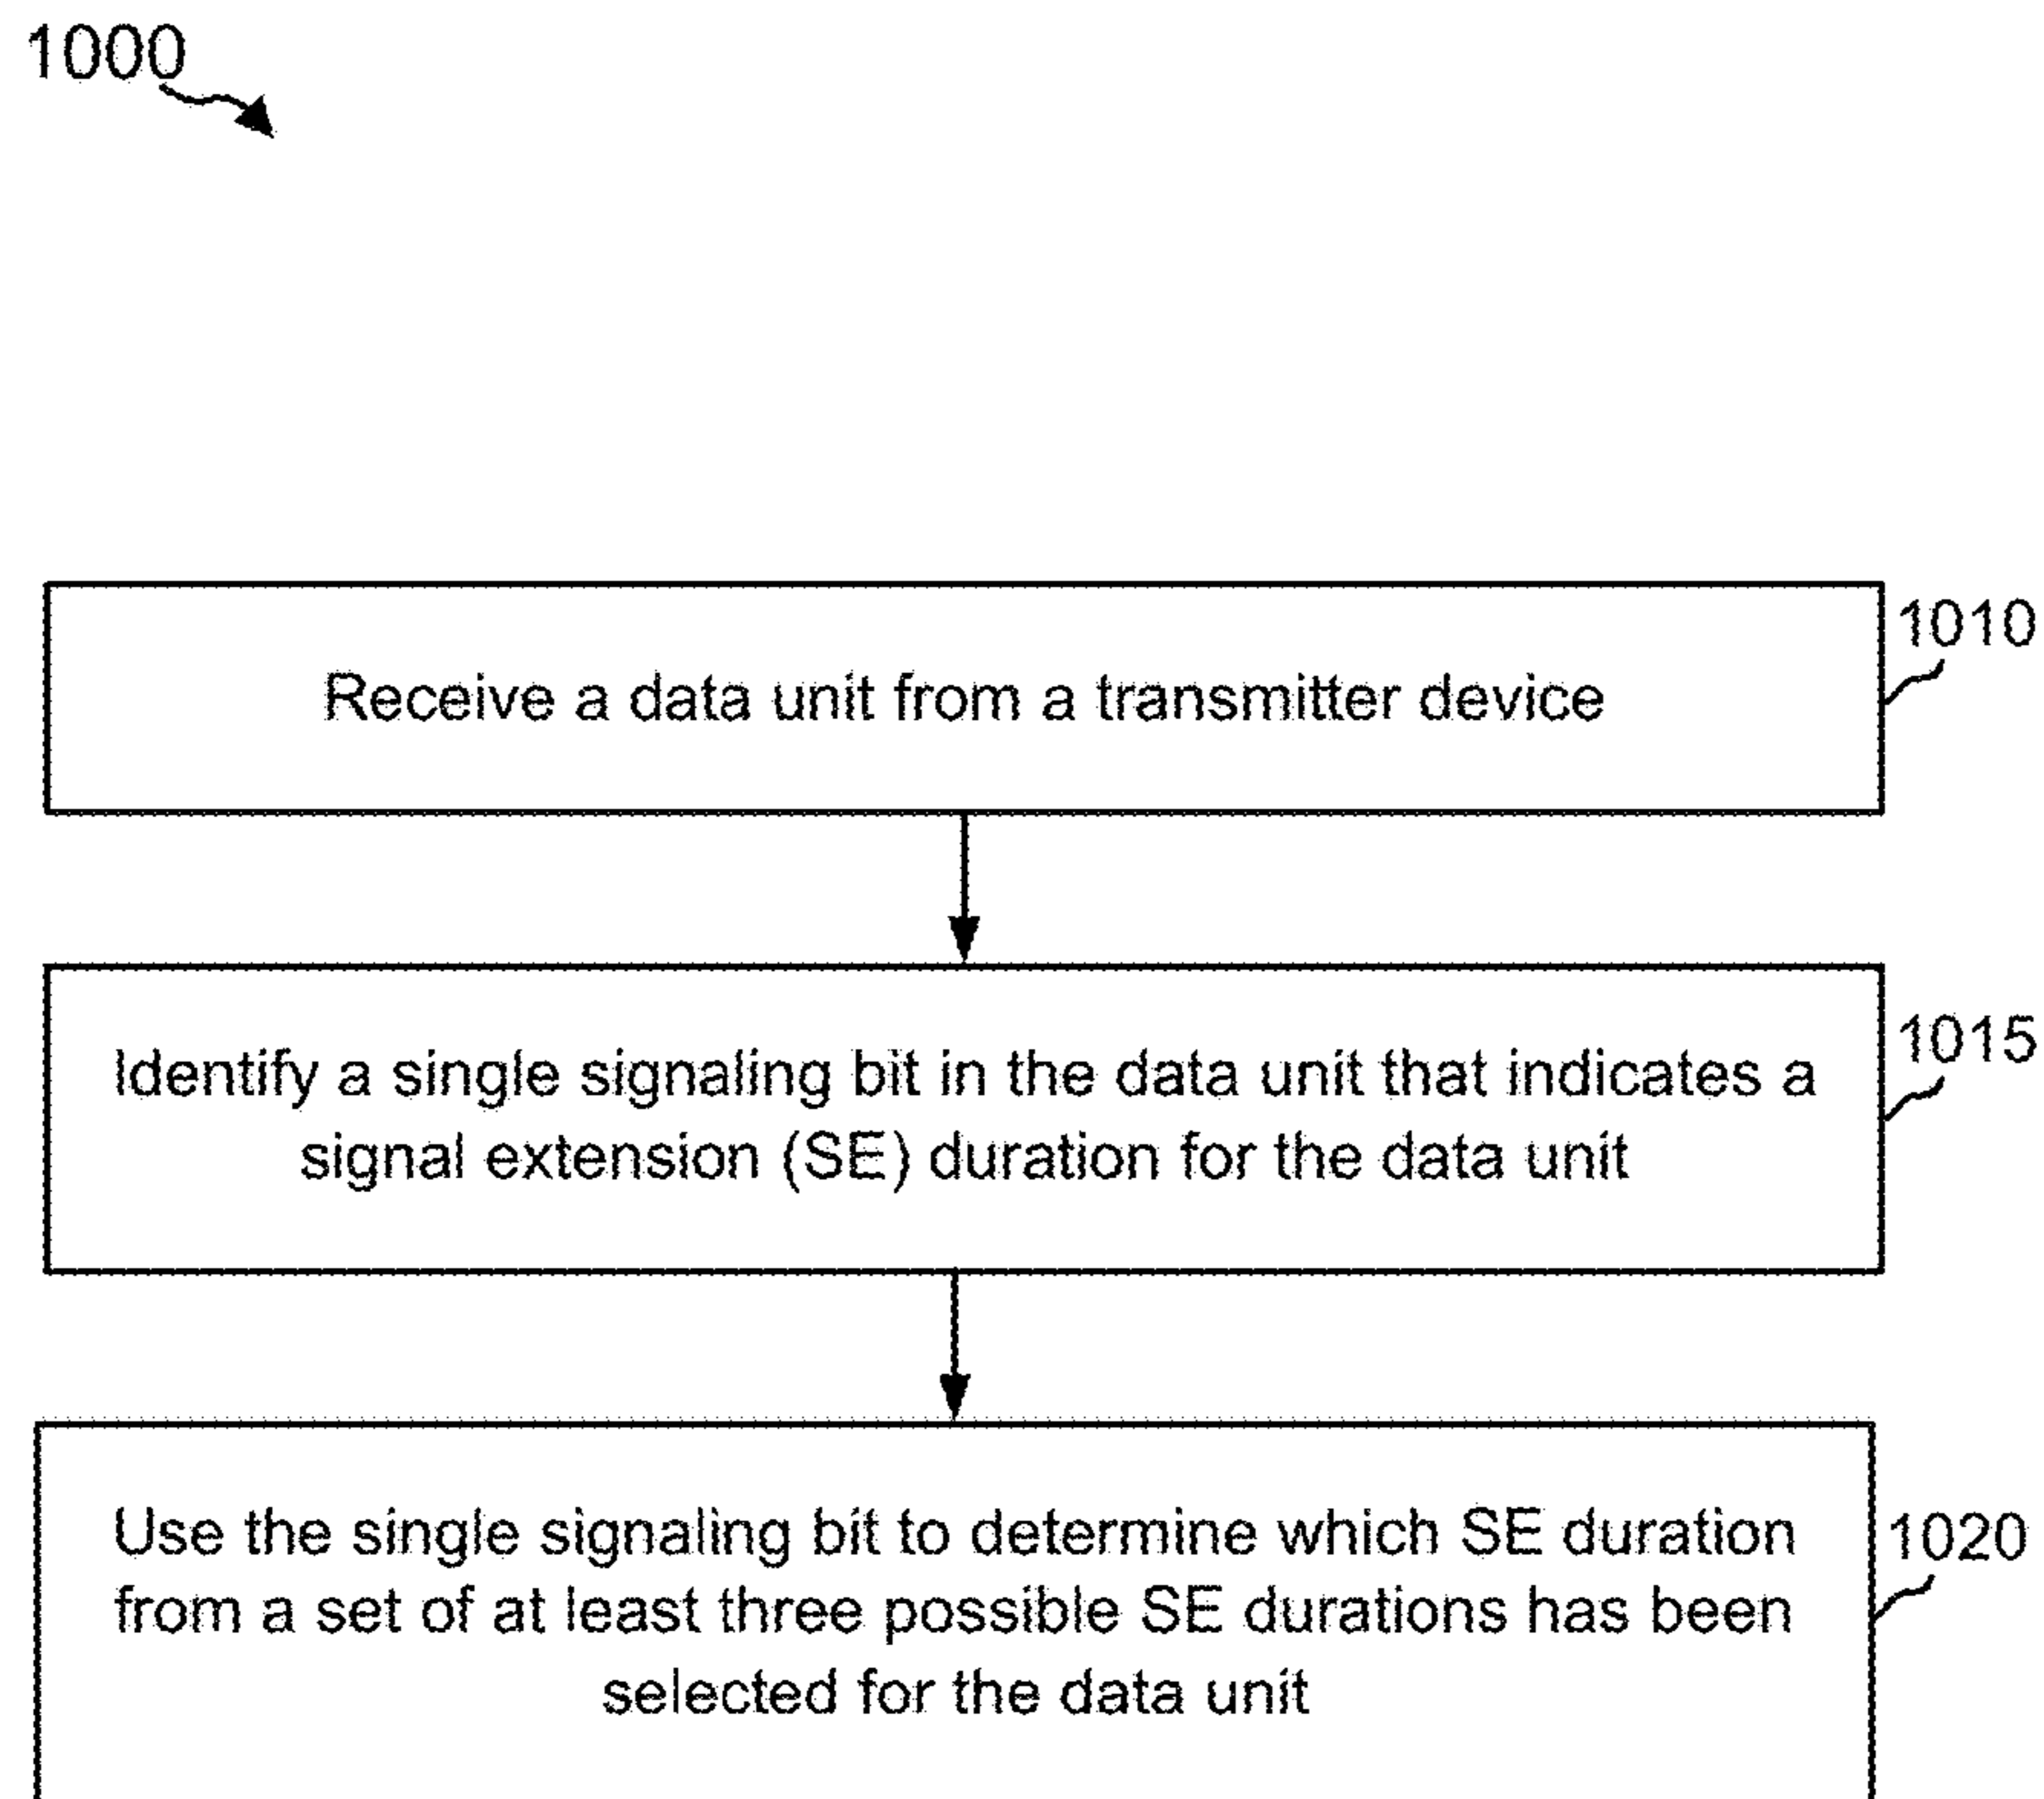 1000
Receive a data unit from a transmitter device
1010
Identify a single signaling bit in the data unit that indicates a
signal extension (SE) duration for the data unit
1015
Use the single signaling bit to determine which SE duration
from a set of at least three possible SE durations has been
selected for the data unit
1020